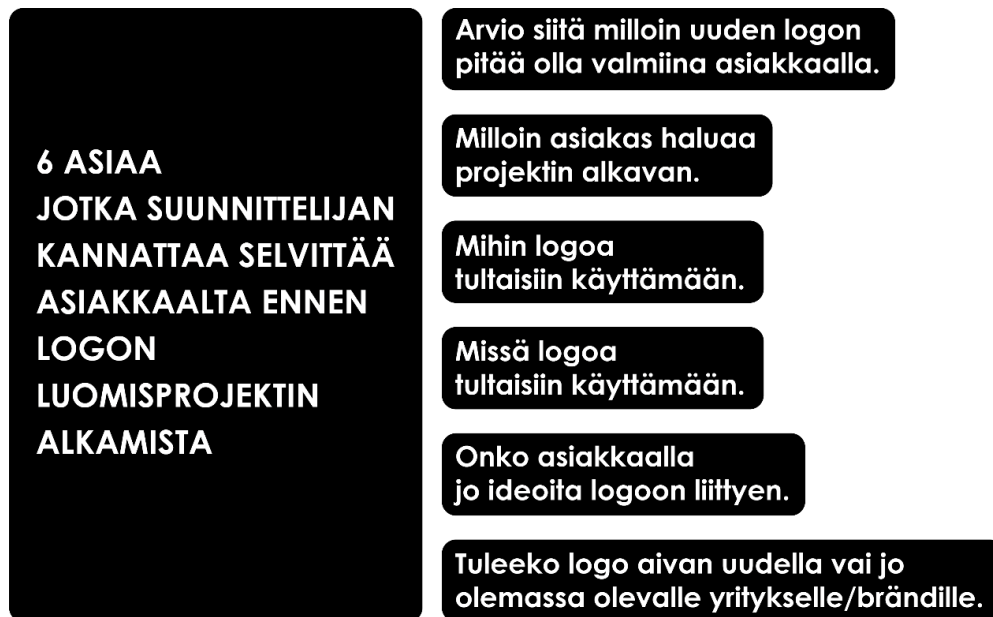 6 ASIAA
JOTKA SUUNNITTELIJAN
KANNATTAA SELVITTÄÄ
ASIAKKAALTA ENNEN
LOGON
LUOMISPROJEKTIN
ALKAMISTA
Arvio siitä milloin uuden logon
pitää olla valmiina asiakkaalla.
Milloin asiakas haluaa
projektin alkavan.
Mihin logoa
tultaisiin käyttämään.
Missä logoa
tultaisiin käyttämään.
Onko asiakkaalla
jo ideoita logoon liittyen.
Tuleeko logo aivan uudella vai jo
olemassa olevalle yritykselle/brändille.